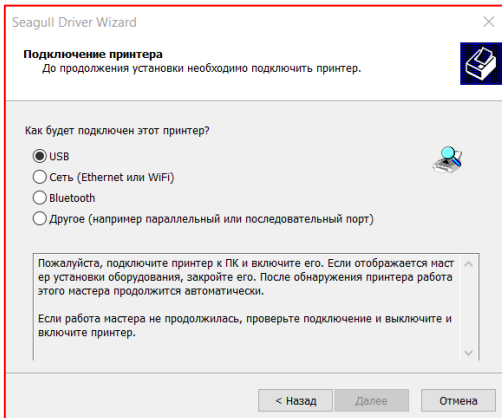 Seagull Driver Wizard
Подключение принтера
До продолжения установки необходимо подключить принтер.
Как будет подключен этот принтер?
USB
Сеть (Ethernet или WiFi)
Bluetooth
Другое (например параллельный или последовательный порт)
Пожалуйста, подключите принтер к ПК и включите его. Если отображается маст
ер установки оборудования, закройте его. После обнаружения принтера работа
этого мастера продолжится автоматически.
Если работа мастера не продолжилась, проверьте подключение и выключите и
включите принтер.
< Назад Далее Отмена